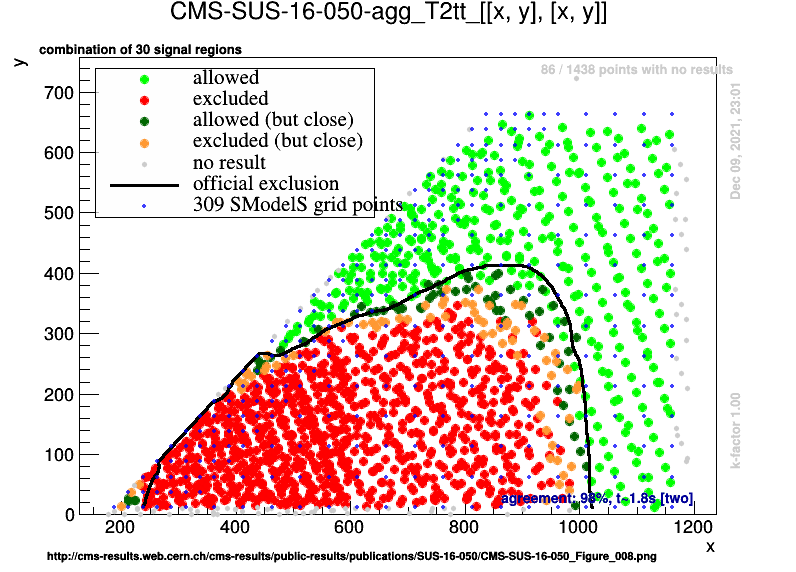 CMS-SUS-16-050-agg_T2tt_[[x, y], [x, y]]
combination of 30 signal regions
y
86 / 1438 points with no results
allowed
excluded
allowed (but close)
excluded (but close)
no result
official exclusion
309 SModelS grid points
700
600
500
400
300
200
100
0
Dec 09, 2021, 23:01
k-factor 1.00
agreement: 98%, t~1.8s [two]
200 400 600 800 1000 1200
x
http://cms-results.web.cern.ch/cms-results/public-results/publications/SUS-16-050/CMS-SUS-16-050_Figure_008.png